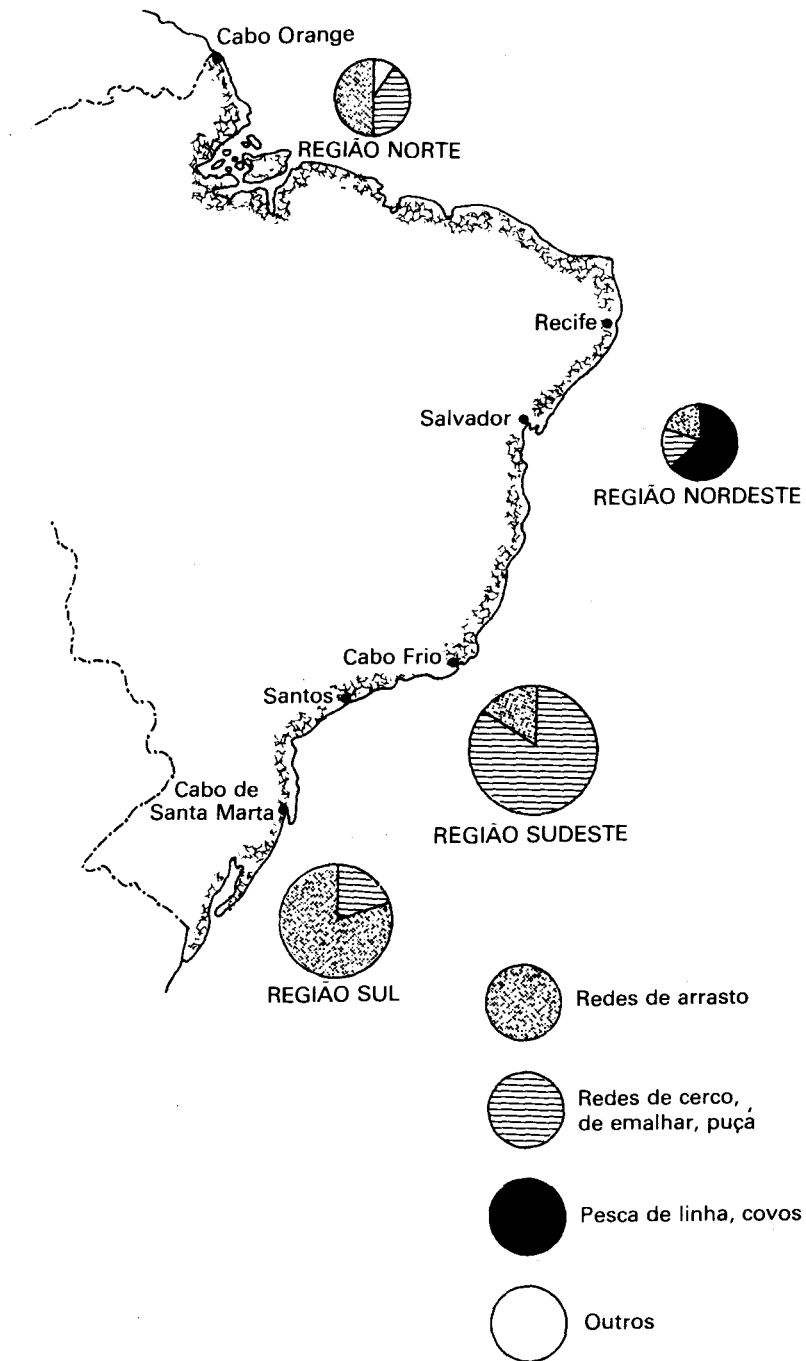 Cabo Orange
REGIÃO NORTE
Recife
Salvador
REGIÃO NORDESTE
Cabo Frio
Santos
Cabo de
Santa Marta
REGIÃO SUDESTE
REGIÃO SUL
Redes de arrasto
Redes de cerco,
de emalhar, puçá
Pesca de linha, covos
Outros